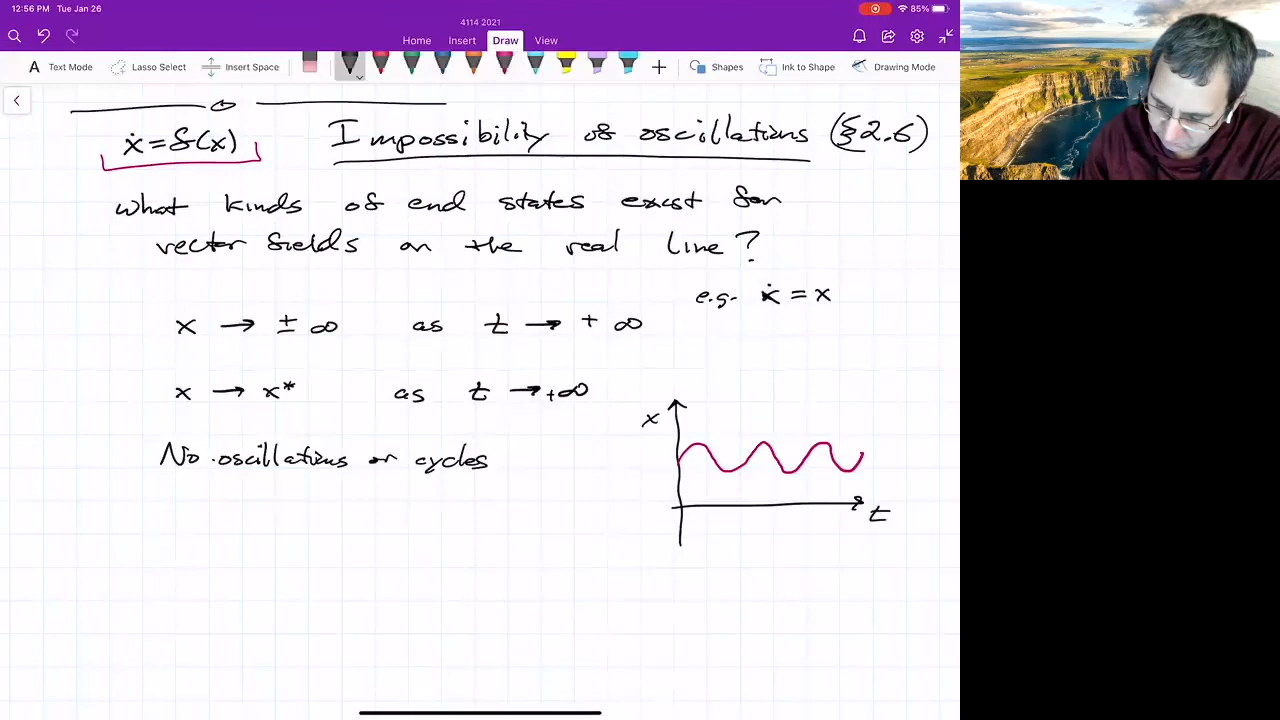 12:56 PM Tue Jan 26
85%
4114 2021
Home Insert Draw View
Text Mode Lasso Select Insert Space Shapes Ink to Shape Drawing Mode
ẋ = f(x) Impossibility of oscillations (§2.6)
What kinds of end states exist for
vector fields on the real line?
e.g. ẋ = x
x → ± ∞ as t → + ∞
x → x* as t → +∞
x
No oscillations or cycles
t